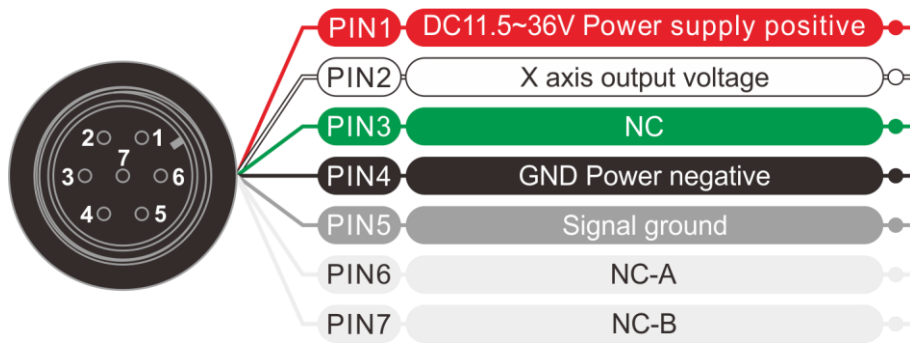 PIN1 DC11.5~36V Power supply positive
PIN2 X axis output voltage
PIN3 NC
PIN4 GND Power negative
PIN5 Signal ground
PIN6 NC-A
PIN7 NC-B
2 1
7
3 6
4 5